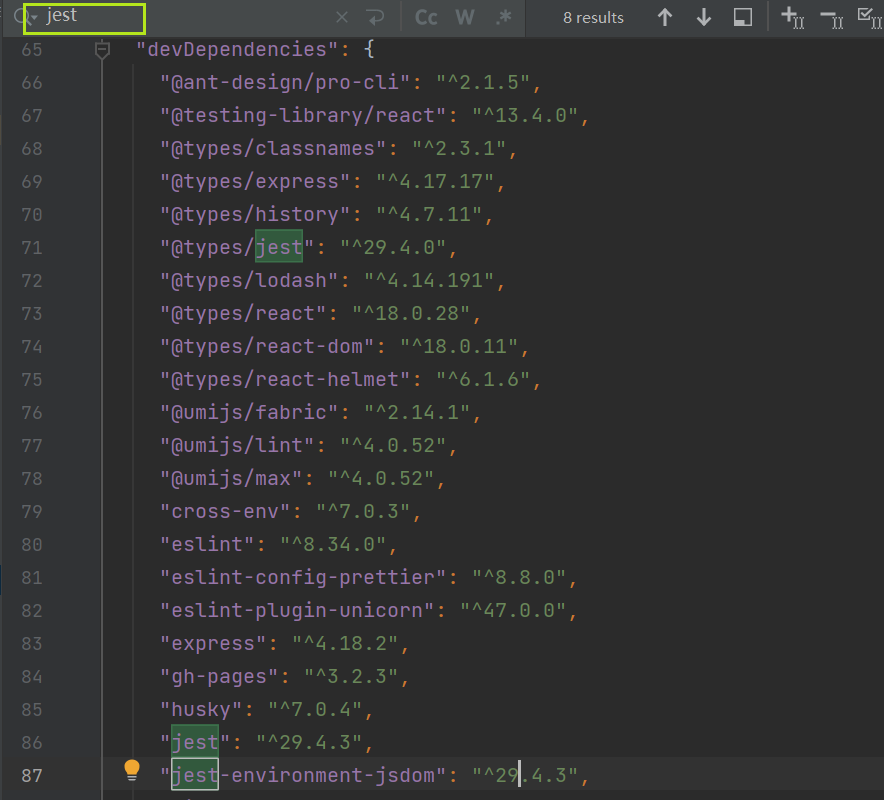 jest
Cc W .* 8 results
65 "devDependencies": {
66 "@ant-design/pro-cli": "^2.1.5",
67 "@testing-library/react": "^13.4.0",
68 "@types/classnames": "^2.3.1",
69 "@types/express": "^4.17.17",
70 "@types/history": "^4.7.11",
71 "@types/jest": "^29.4.0",
72 "@types/lodash": "^4.14.191",
73 "@types/react": "^18.0.28",
74 "@types/react-dom": "^18.0.11",
75 "@types/react-helmet": "^6.1.6",
76 "@umijs/fabric": "^2.14.1",
77 "@umijs/lint": "^4.0.52",
78 "@umijs/max": "^4.0.52",
79 "cross-env": "^7.0.3",
80 "eslint": "^8.34.0",
81 "eslint-config-prettier": "^8.8.0",
82 "eslint-plugin-unicorn": "^47.0.0",
83 "express": "^4.18.2",
84 "gh-pages": "^3.2.3",
85 "husky": "^7.0.4",
86 "jest": "^29.4.3",
87 "jest-environment-jsdom": "^29.4.3",